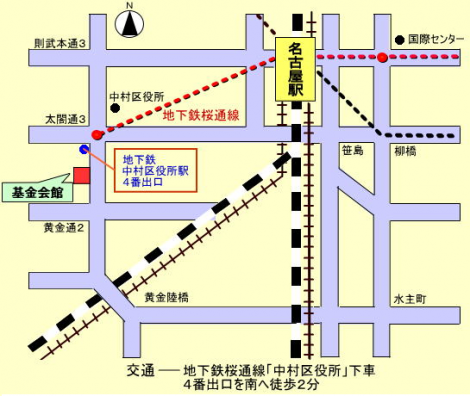 N
則武本通3
国際センター
名古屋駅
中村区役所
地下鉄桜通線
太閤通3
笹島
柳橋
地下鉄
中村区役所駅
4番出口
基金会館
黄金通2
黄金陸橋
水主町
交通 ── 地下鉄桜通線「中村区役所」下車
4番出口を南へ徒歩2分